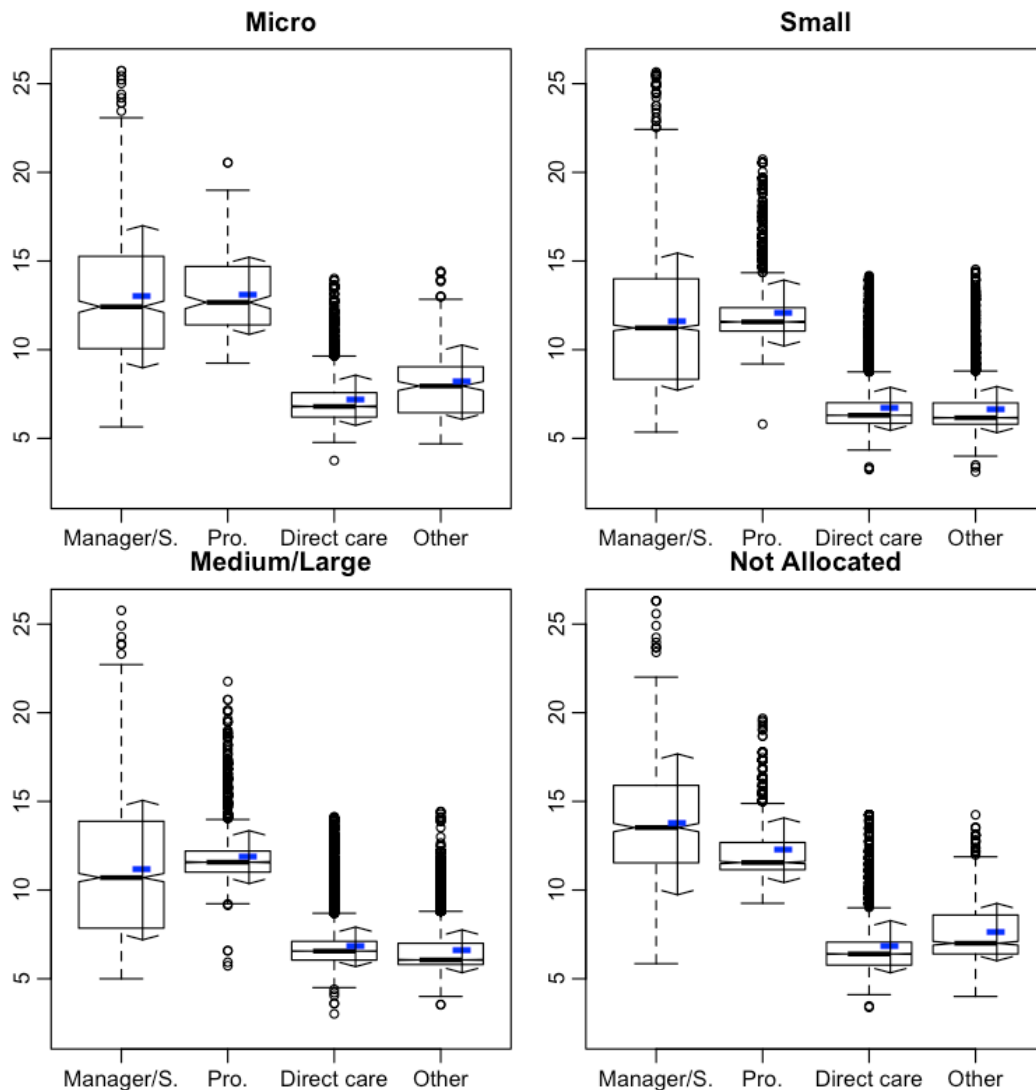 Micro
Small
25
20
15
10
5
25
20
15
10
5
Manager/S. Pro. Direct care Other
Manager/S. Pro. Direct care Other
Medium/Large
Not Allocated
25
20
15
10
5
25
20
15
10
5
Manager/S. Pro. Direct care Other
Manager/S. Pro. Direct care Other